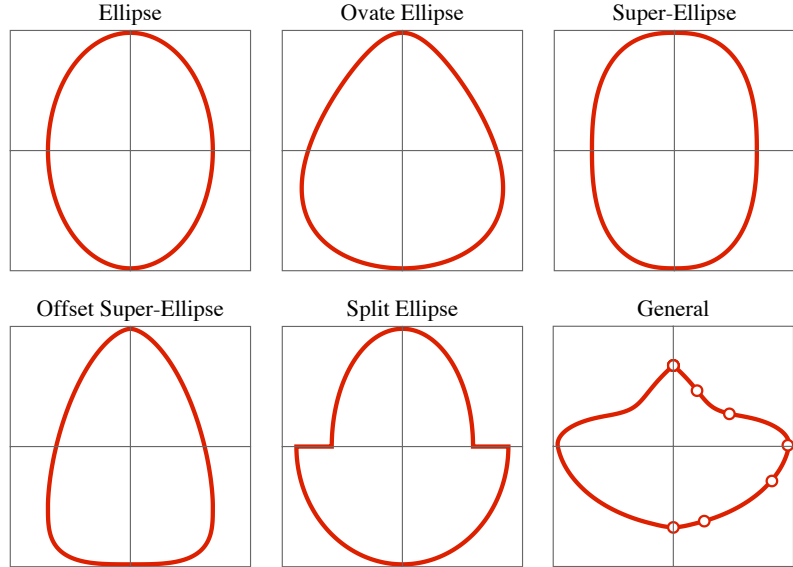 Ellipse
Ovate Ellipse
Super-Ellipse
Offset Super-Ellipse
Split Ellipse
General